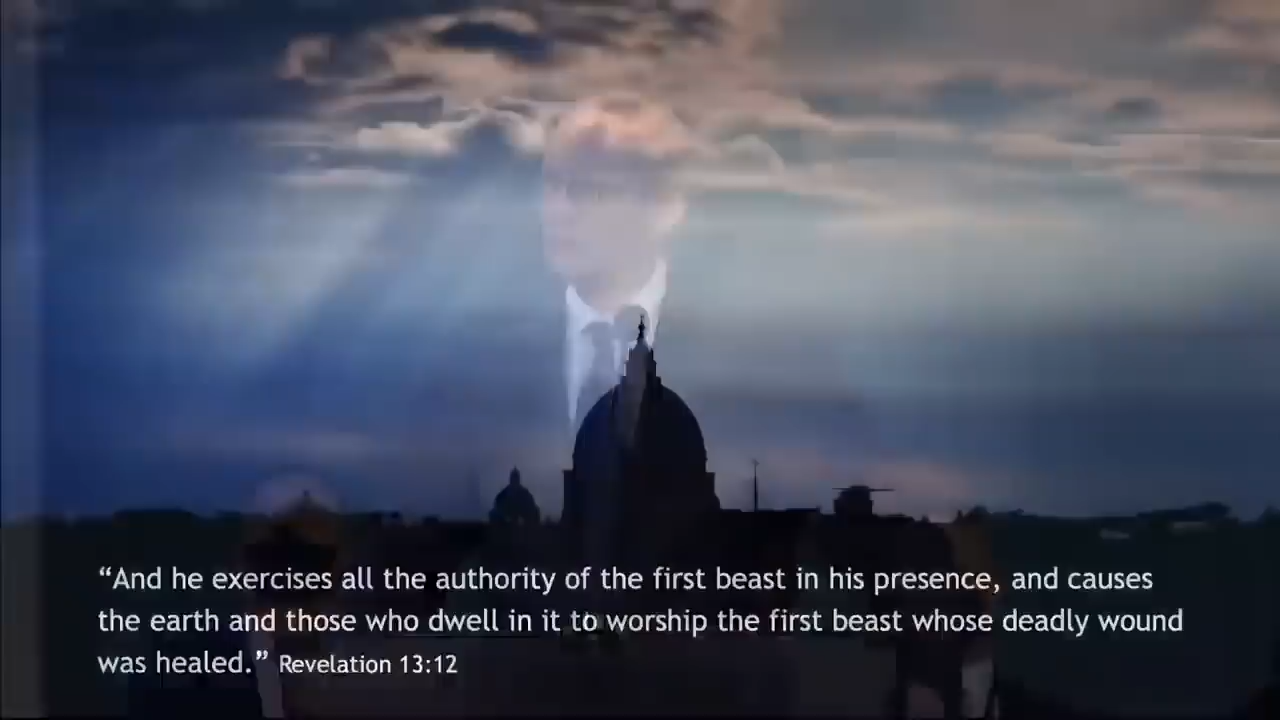 “And he exercises all the authority of the first beast in his presence, and causes
the earth and those who dwell in it to worship the first beast whose deadly wound
was healed.” Revelation 13:12